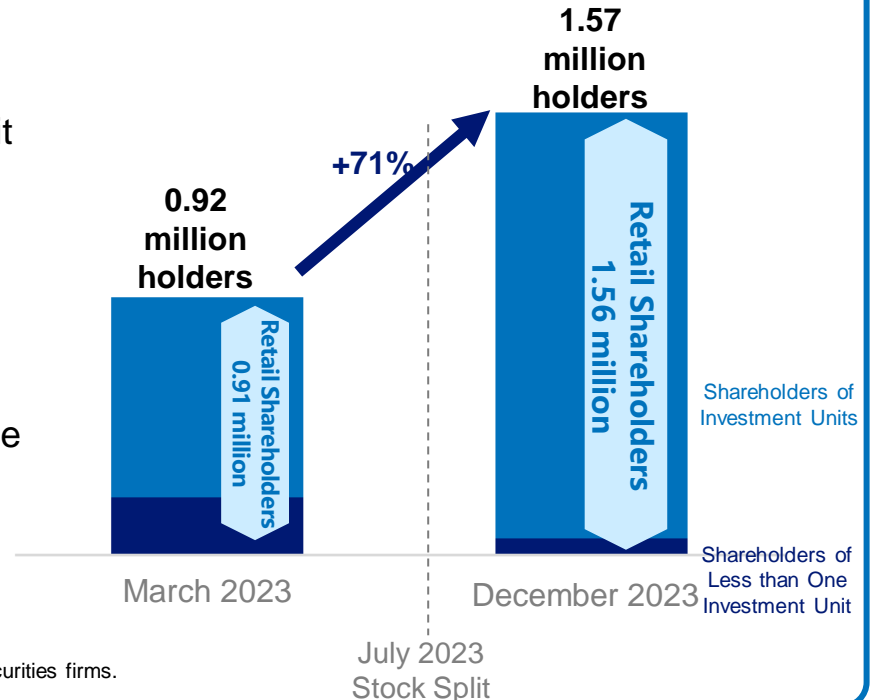 1.57
million
holders
it
+71%
0.92
million
holders
Retail Shareholders
1.56 million
Retail Shareholders
0.91 million
Shareholders of
Investment Units
e
Shareholders of
Less than One
Investment Unit
March 2023
December 2023
July 2023
Stock Split
curities firms.